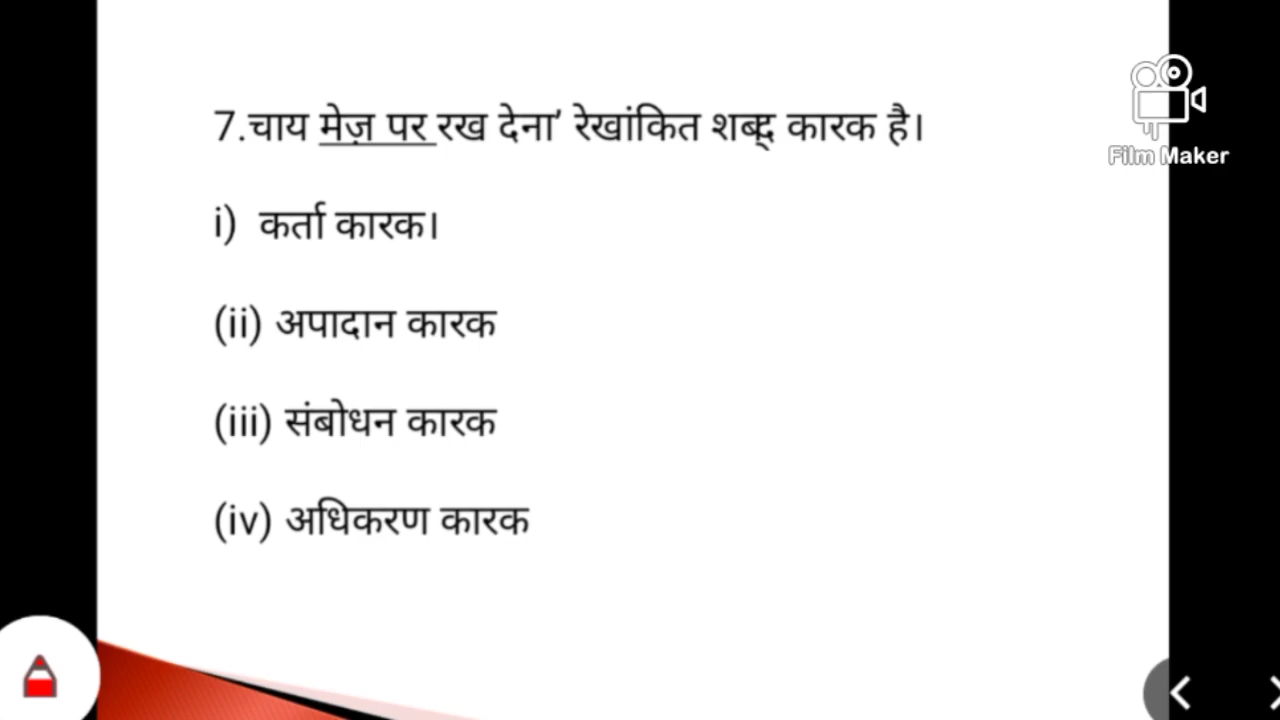 7.चाय मेज़ पर रख देना’ रेखांकित शब्द् कारक है।
i) कर्ता कारक।
(ii) अपादान कारक
(iii) संबोधन कारक
(iv) अधिकरण कारक
Film Maker